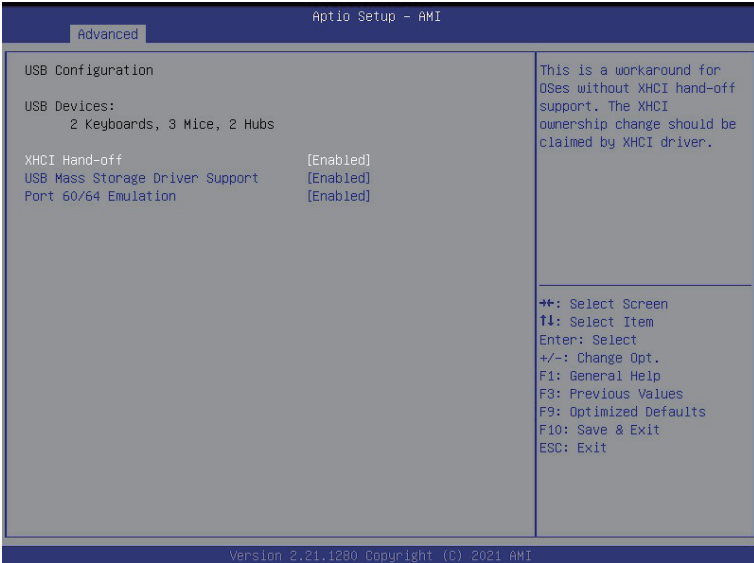 Aptio Setup - AMI
Advanced
USB Configuration
USB Devices:
2 Keyboards, 3 Mice, 2 Hubs
XHCI Hand-off [Enabled]
USB Mass Storage Driver Support [Enabled]
Port 60/64 Emulation [Enabled]
This is a workaround for
OSes without XHCI hand-off
support. The XHCI
ownership change should be
claimed by XHCI driver.
→←: Select Screen
↑↓: Select Item
Enter: Select
+/-: Change Opt.
F1: General Help
F3: Previous Values
F9: Optimized Defaults
F10: Save & Exit
ESC: Exit
Version 2.21.1280 Copyright (C) 2021 AMI